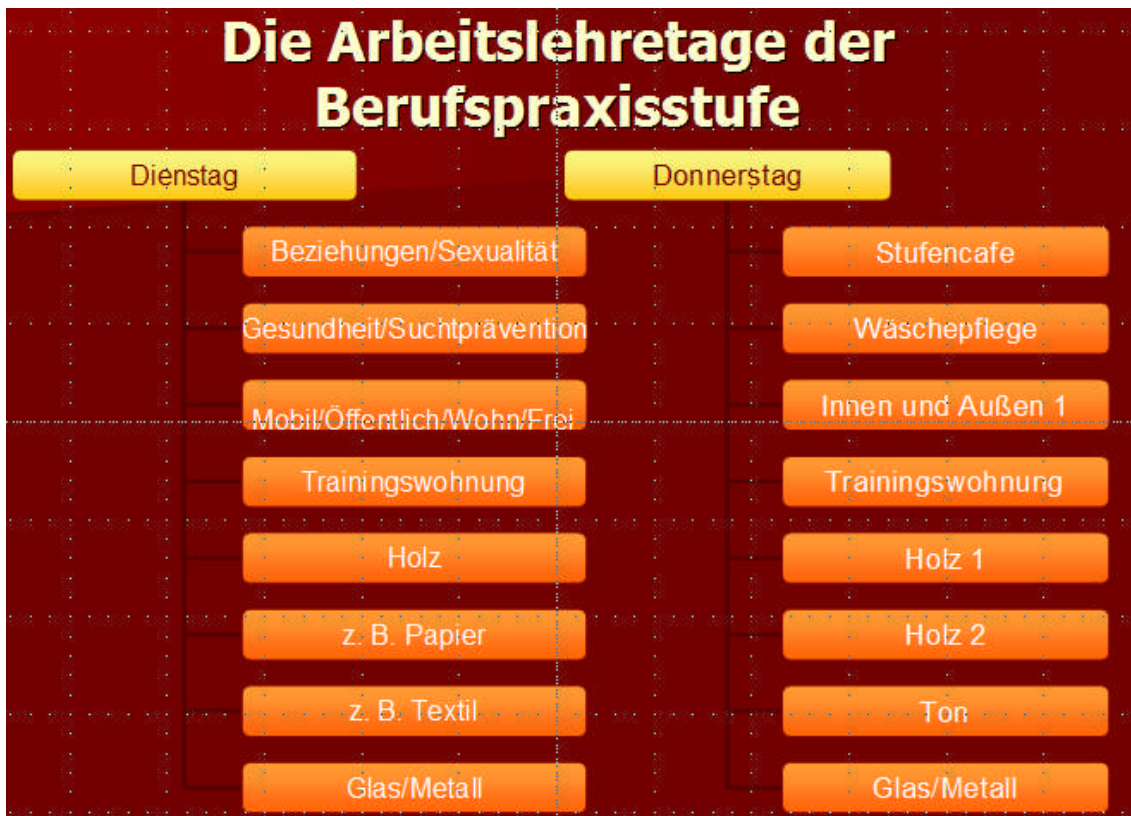 Die Arbeitslehretage der
Berufspraxisstufe
Dienstag
Beziehungen/Sexualität
Gesundheit/Suchtprävention
Mobil/Öffentlich/Wohn/Frei
Trainingswohnung
Holz
z. B. Papier
z. B. Textil
Glas/Metall
Donnerstag
Stufencafe
Wäschepflege
Innen und Außen 1
Trainingswohnung
Holz 1
Holz 2
Ton
Glas/Metall